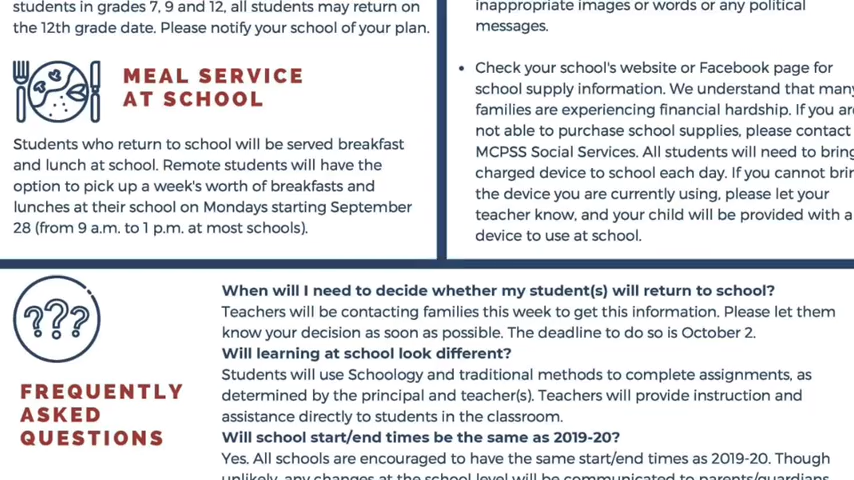 students in grades 7, 9 and 12, all students may return on
the 12th grade date. Please notify your school of your plan.
MEAL SERVICE
AT SCHOOL
Students who return to school will be served breakfast
and lunch at school. Remote students will have the
option to pick up a week's worth of breakfasts and
lunches at their school on Mondays starting September
28 (from 9 a.m. to 1 p.m. at most schools).
inappropriate images or words or any political
messages.
• Check your school's website or Facebook page for
school supply information. We understand that many
families are experiencing financial hardship. If you are
not able to purchase school supplies, please contact
MCPSS Social Services. All students will need to bring
charged device to school each day. If you cannot brin
the device you are currently using, please let your
teacher know, and your child will be provided with a
device to use at school.
???
FREQUENTLY
ASKED
QUESTIONS
When will I need to decide whether my student(s) will return to school?
Teachers will be contacting families this week to get this information. Please let them
know your decision as soon as possible. The deadline to do so is October 2.
Will learning at school look different?
Students will use Schoology and traditional methods to complete assignments, as
determined by the principal and teacher(s). Teachers will provide instruction and
assistance directly to students in the classroom.
Will school start/end times be the same as 2019-20?
Yes. All schools are encouraged to have the same start/end times as 2019-20. Though
unlikely, any changes at the school level will be communicated to parents/guardians